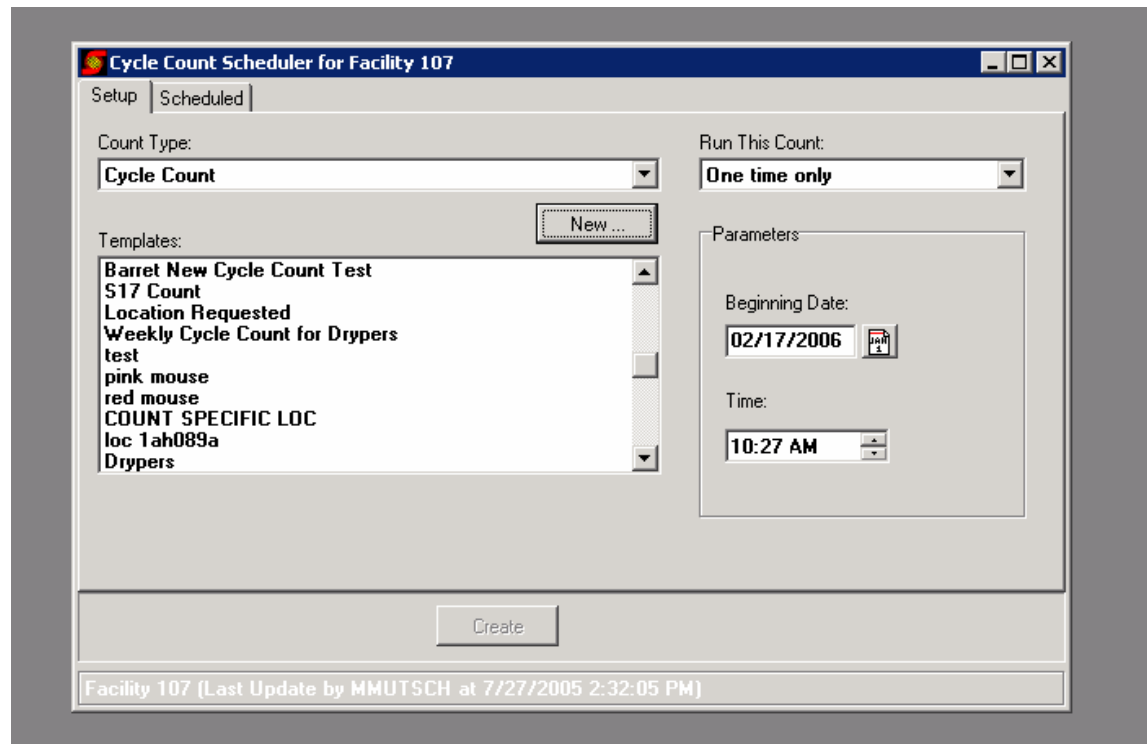 Cycle Count Scheduler for Facility 107
Setup
Scheduled
Count Type:
Cycle Count
Run This Count:
One time only
New ...
Templates:
Barret New Cycle Count Test
S17 Count
Location Requested
Weekly Cycle Count for Drypers
test
pink mouse
red mouse
COUNT SPECIFIC LOC
loc 1ah089a
Drypers
Parameters
Beginning Date:
02/17/2006
JAN
1
Time:
10:27 AM
Create
Facility 107 (Last Update by MMUTSCH at 7/27/2005 2:32:05 PM)